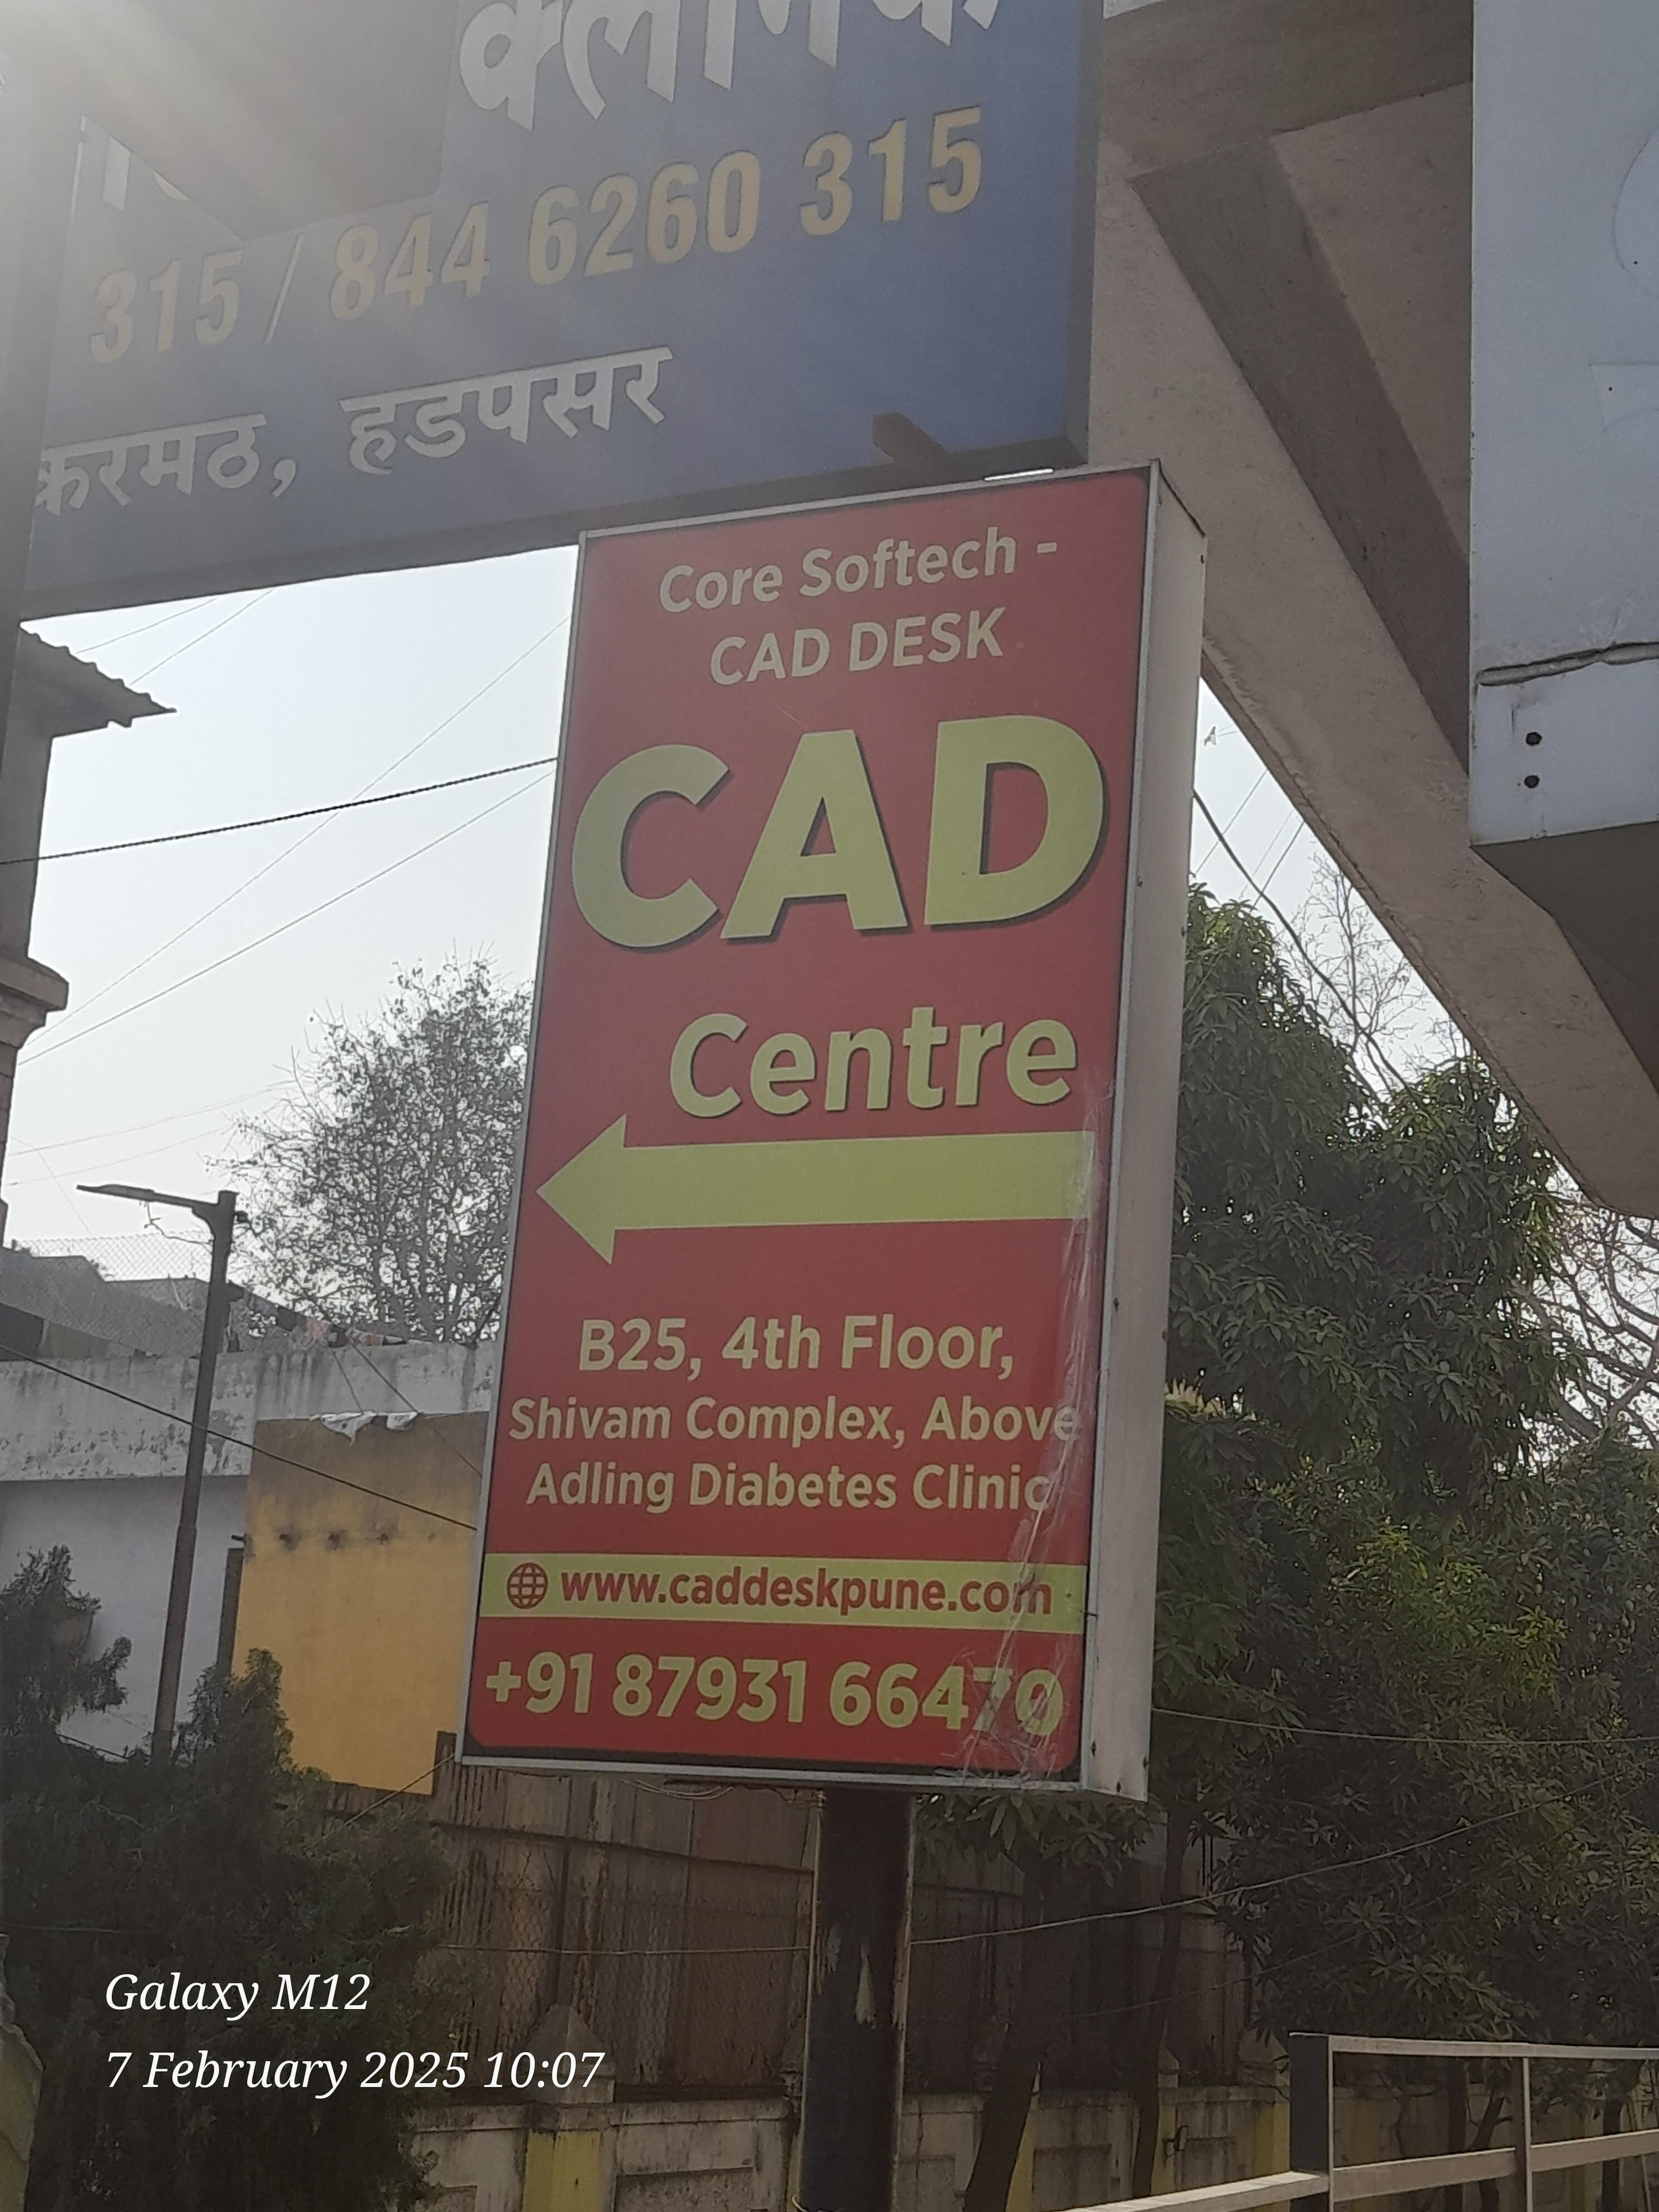 क्लिनिक
315 / 844 6260 315
हडपसर
Core Softech -
CAD DESK
CAD
Centre
B25, 4th Floor,
Shivam Complex, Above
Adling Diabetes Clinic
www.caddeskpune.com
+91 87931 66470
Galaxy M12
7 February 2025 10:07